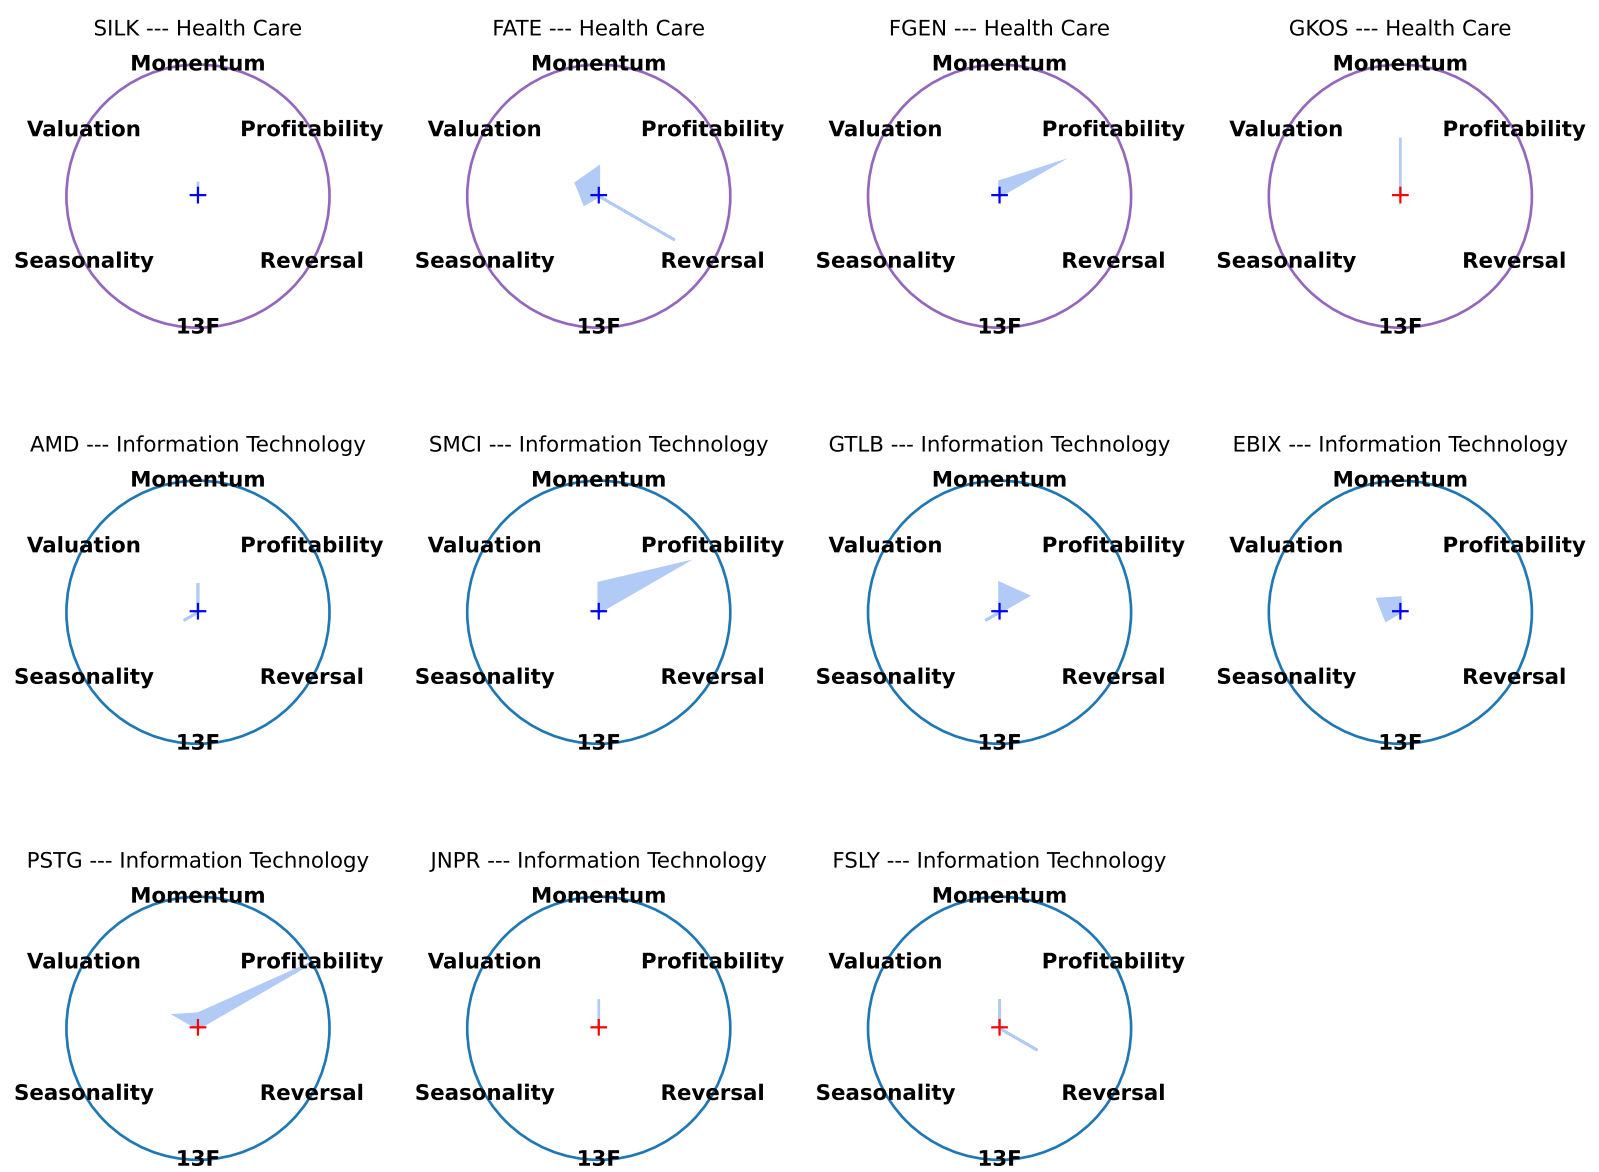 SILK --- Health Care
FATE --- Health Care
FGEN --- Health Care
GKOS --- Health Care
Momentum
Momentum
Momentum
Momentum
Valuation
Profitability
Valuation
Profitability
Valuation
Profitability
Valuation
Profitability
Seasonality
Reversal
Seasonality
Reversal
Seasonality
Reversal
Seasonality
Reversal
13F
13F
13F
13F
AMD --- Information Technology
SMCI --- Information Technology
GTLB --- Information Technology
EBIX --- Information Technology
Momentum
Momentum
Momentum
Momentum
Valuation
Profitability
Valuation
Profitability
Valuation
Profitability
Valuation
Profitability
Seasonality
Reversal
Seasonality
Reversal
Seasonality
Reversal
Seasonality
Reversal
13F
13F
13F
13F
PSTG --- Information Technology
JNPR --- Information Technology
FSLY --- Information Technology
Momentum
Momentum
Momentum
Valuation
Profitability
Valuation
Profitability
Valuation
Profitability
Seasonality
Reversal
Seasonality
Reversal
Seasonality
Reversal
13F
13F
13F